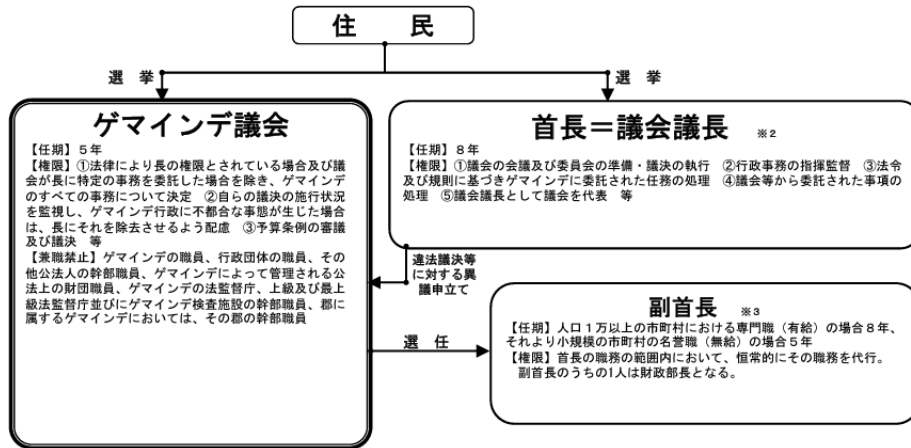 住　民
選　挙
選　挙
ゲマインデ議会
【任期】５年
【権限】①法律により長の権限とされている場合及び議
会が長に特定の事務を委託した場合を除き、ゲマインデ
のすべての事務について決定　②自らの議決の施行状況
を監視し、ゲマインデ行政に不都合な事態が生じた場合
は、長にそれを除去させるよう配慮　③予算条例の審議
及び議決　等
【兼職禁止】ゲマインデの職員、行政団体の職員、その
他公法人の幹部職員、ゲマインデによって管理される公
法上の財団職員、ゲマインデの法監督庁、上級及び最上
級法監督庁並びにゲマインデ検査施設の幹部職員、郡に
属するゲマインデにおいては、その郡の幹部職員
首長＝議会議長　※２
【任期】８年
【権限】①議会の会議及び委員会の準備・議決の執行　②行政事務の指揮監督　③法令
及び規則に基づきゲマインデに委託された任務の処理　④議会等から委託された事項の
処理　⑤議会議長として議会を代表　等
違法議決等
に対する異
議申立て
選　任
副首長　※３
【任期】人口１万以上の市町村における専門職（有給）の場合８年、
それより小規模の市町村の名誉職（無給）の場合５年
【権限】首長の職務の範囲内において、恒常的にその職務を代行。
副首長のうちの1人は財政部長となる。